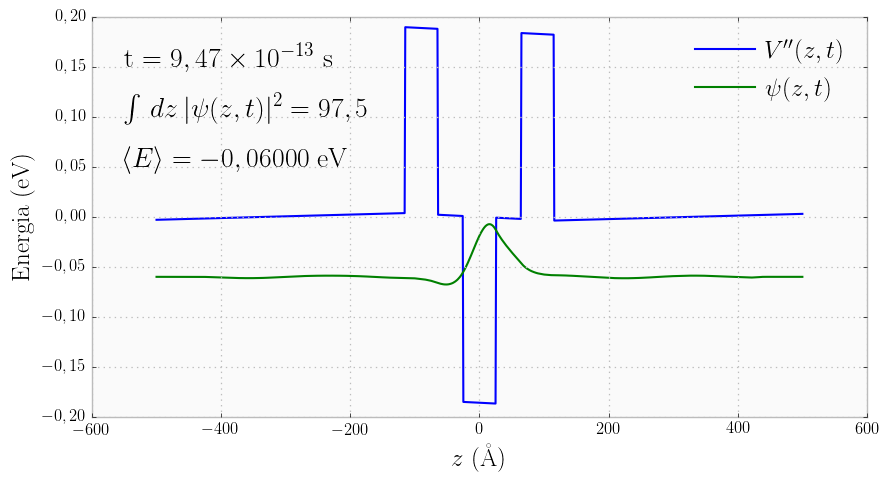 0,20
0,15
0,10
0,05
0,00
−0,05
−0,10
−0,15
−0,20
Energia (eV)
t = 9,47 × 10⁻¹³ s
∫ dz |ψ(z,t)|² = 97,5
⟨E⟩ = −0,06000 eV
V″(z,t)
ψ(z,t)
−600 −400 −200 0 200 400 600
z (Å)